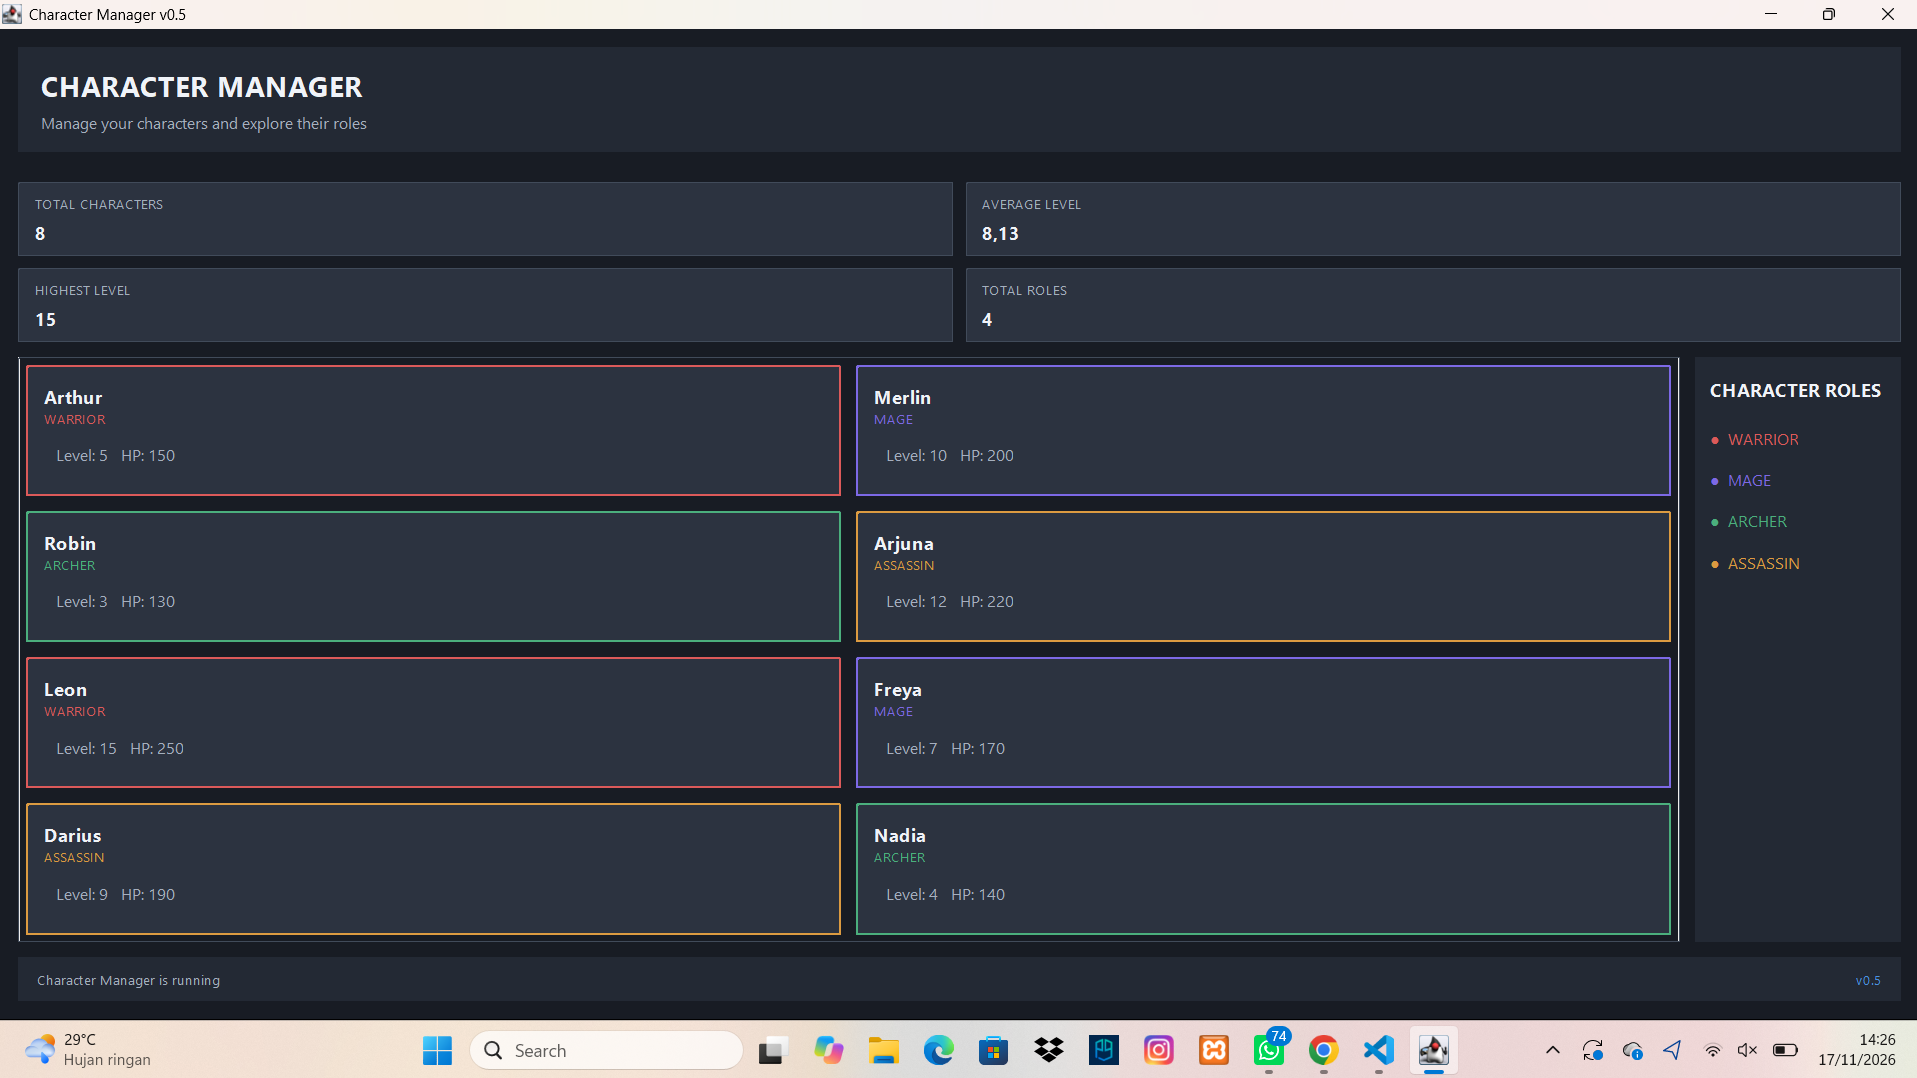 Character Manager v0.5
CHARACTER MANAGER
Manage your characters and explore their roles
TOTAL CHARACTERS
8
AVERAGE LEVEL
8,13
HIGHEST LEVEL
15
TOTAL ROLES
4
Arthur
WARRIOR
Level: 5 HP: 150
Merlin
MAGE
Level: 10 HP: 200
Robin
ARCHER
Level: 3 HP: 130
Arjuna
ASSASSIN
Level: 12 HP: 220
Leon
WARRIOR
Level: 15 HP: 250
Freya
MAGE
Level: 7 HP: 170
Darius
ASSASSIN
Level: 9 HP: 190
Nadia
ARCHER
Level: 4 HP: 140
CHARACTER ROLES
● WARRIOR
● MAGE
● ARCHER
● ASSASSIN
Character Manager is running
v0.5
29°C
Hujan ringan
Search
74
14:26
17/11/2026